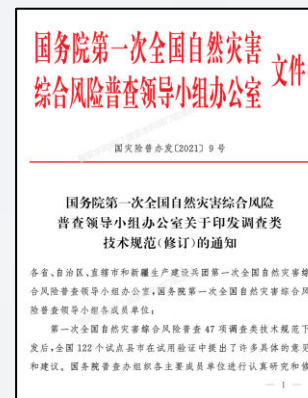 国务院第一次全国自然灾害
综合风险普查领导小组办公室
文件
国灾险普办发〔2021〕9号
国务院第一次全国自然灾害综合风险
普查领导小组办公室关于印发调查类
技术规范(修订)的通知
各省、自治区、直辖市和新疆生产建设兵团第一次全国自然灾害综
合风险普查领导小组办公室,国务院第一次全国自然灾害综合风
险普查领导小组各成员单位:
第一次全国自然灾害综合风险普查 47 项调查类技术规范下
发后,全国 122 个试点县市在试用验证中提出了许多具体的意见
和建议。国务院普查办组织各主要成员单位进行认真研究和修
— 1 —